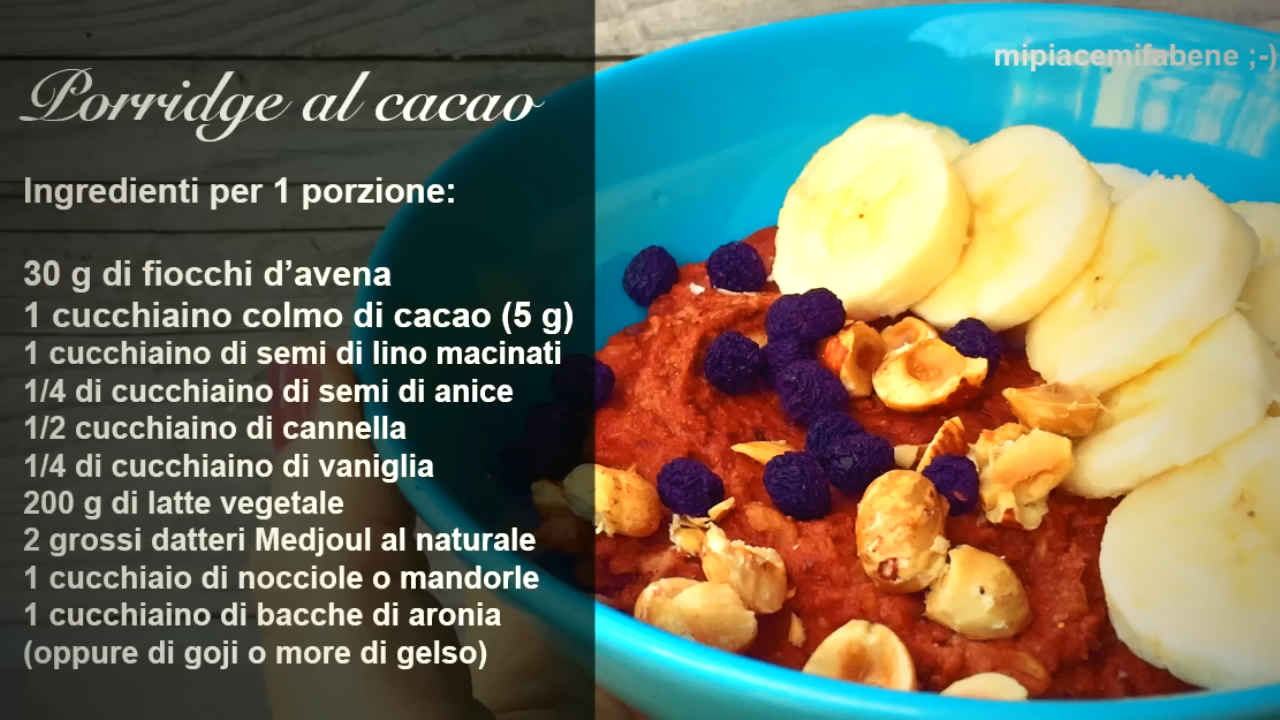 mipiacemifabene ;-)
Porridge al cacao
Ingredienti per 1 porzione:
30 g di fiocchi d’avena
1 cucchiaino colmo di cacao (5 g)
1 cucchiaino di semi di lino macinati
1/4 di cucchiaino di semi di anice
1/2 cucchiaino di cannella
1/4 di cucchiaino di vaniglia
200 g di latte vegetale
2 grossi datteri Medjoul al naturale
1 cucchiaio di nocciole o mandorle
1 cucchiaino di bacche di aronia
(oppure di goji o more di gelso)